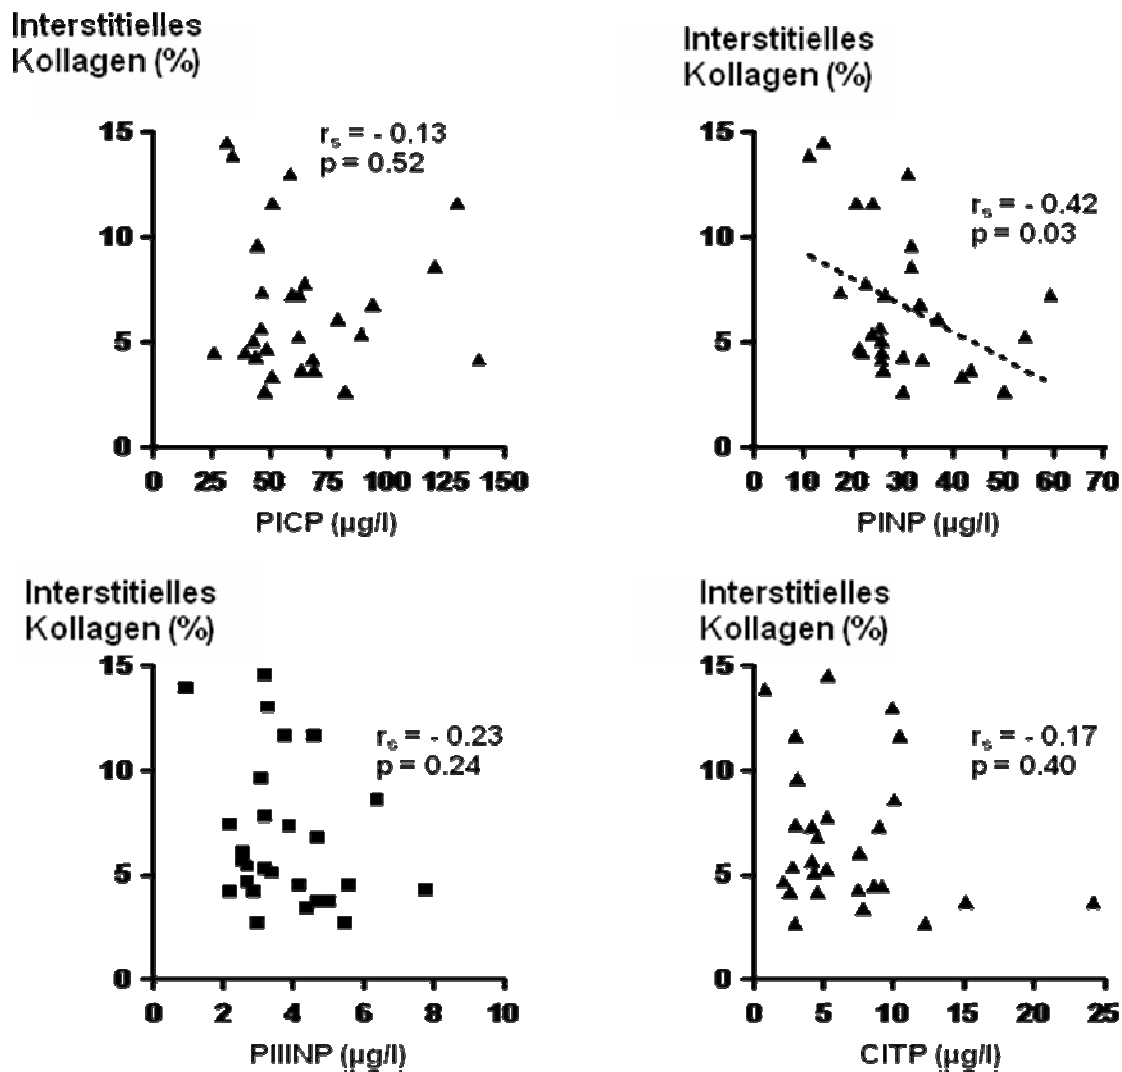 Interstitielles
Kollagen (%)
15
10
5
0
r_s = - 0.13
p = 0.52
0 25 50 75 100 125 150
PICP (µg/l)
Interstitielles
Kollagen (%)
15
10
5
0
r_s = - 0.42
p = 0.03
0 10 20 30 40 50 60 70
PINP (µg/l)
Interstitielles
Kollagen (%)
15
10
5
0
r_s = - 0.23
p = 0.24
0 2 4 6 8 10
PIIINP (µg/l)
Interstitielles
Kollagen (%)
15
10
5
0
r_s = - 0.17
p = 0.40
0 5 10 15 20 25
CITP (µg/l)